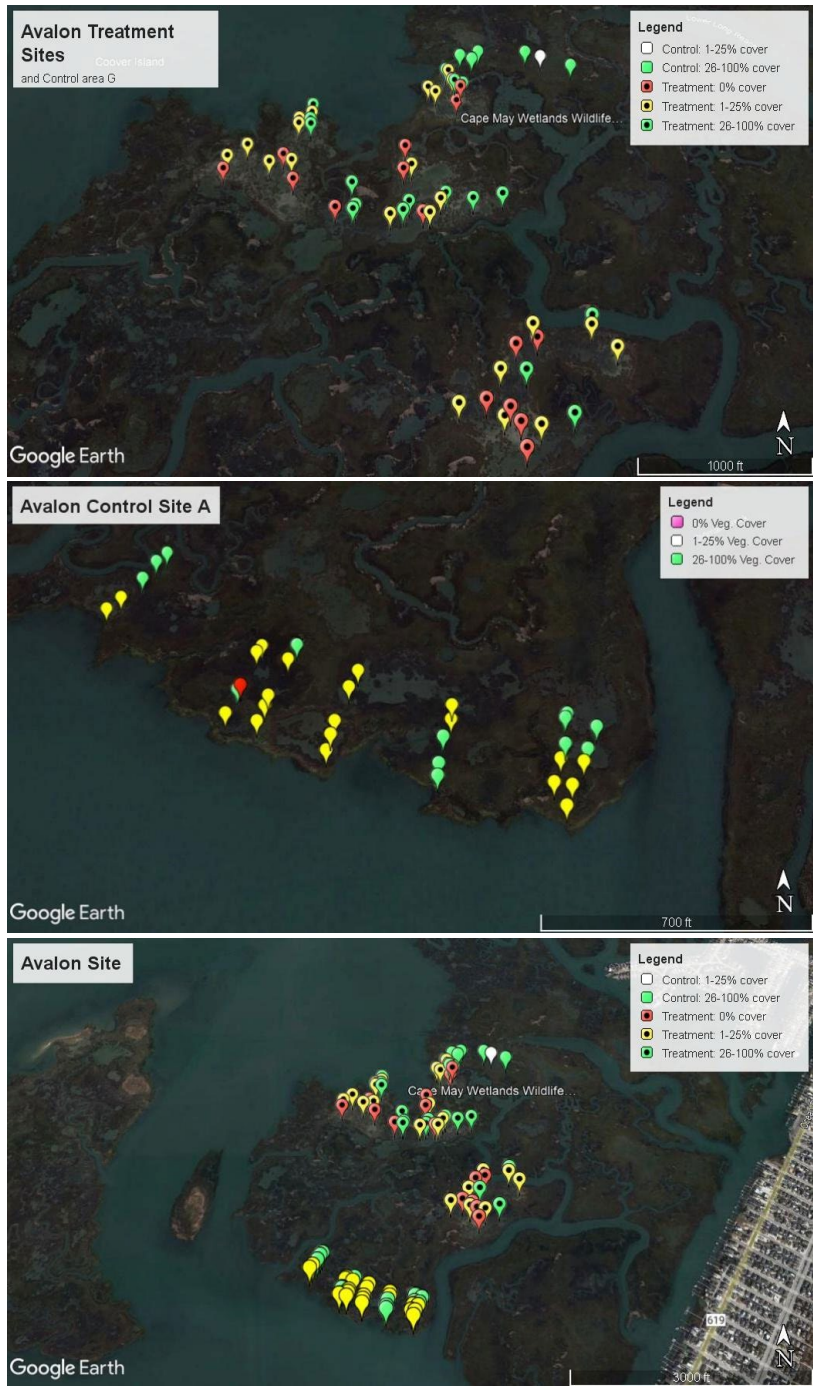 Avalon Treatment
Sites
and Control area G
Coover Island
Legend
Control: 1-25% cover
Control: 26-100% cover
Treatment: 0% cover
Treatment: 1-25% cover
Treatment: 26-100% cover
Cape May Wetlands Wildlife...
Google Earth
N
1000 ft
Avalon Control Site A
Legend
0% Veg. Cover
1-25% Veg. Cover
26-100% Veg. Cover
Google Earth
N
700 ft
Avalon Site
Legend
Control: 1-25% cover
Control: 26-100% cover
Treatment: 0% cover
Treatment: 1-25% cover
Treatment: 26-100% cover
Cape May Wetlands Wildlife...
619
Google Earth
N
3000 ft